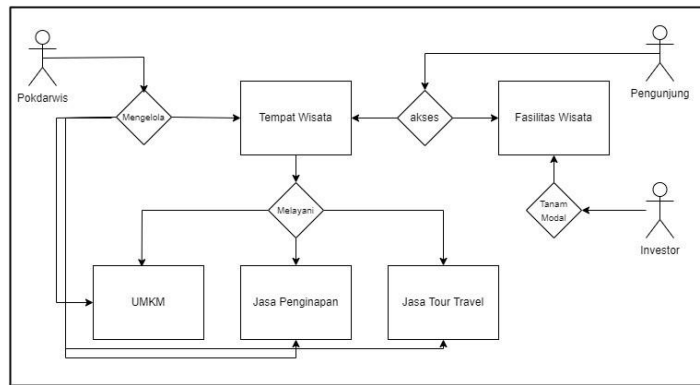 Pokdarwis
Pengunjung
Mengelola
Tempat Wisata
akses
Fasilitas Wisata
Melayani
Tanam
Modal
Investor
UMKM
Jasa Penginapan
Jasa Tour Travel